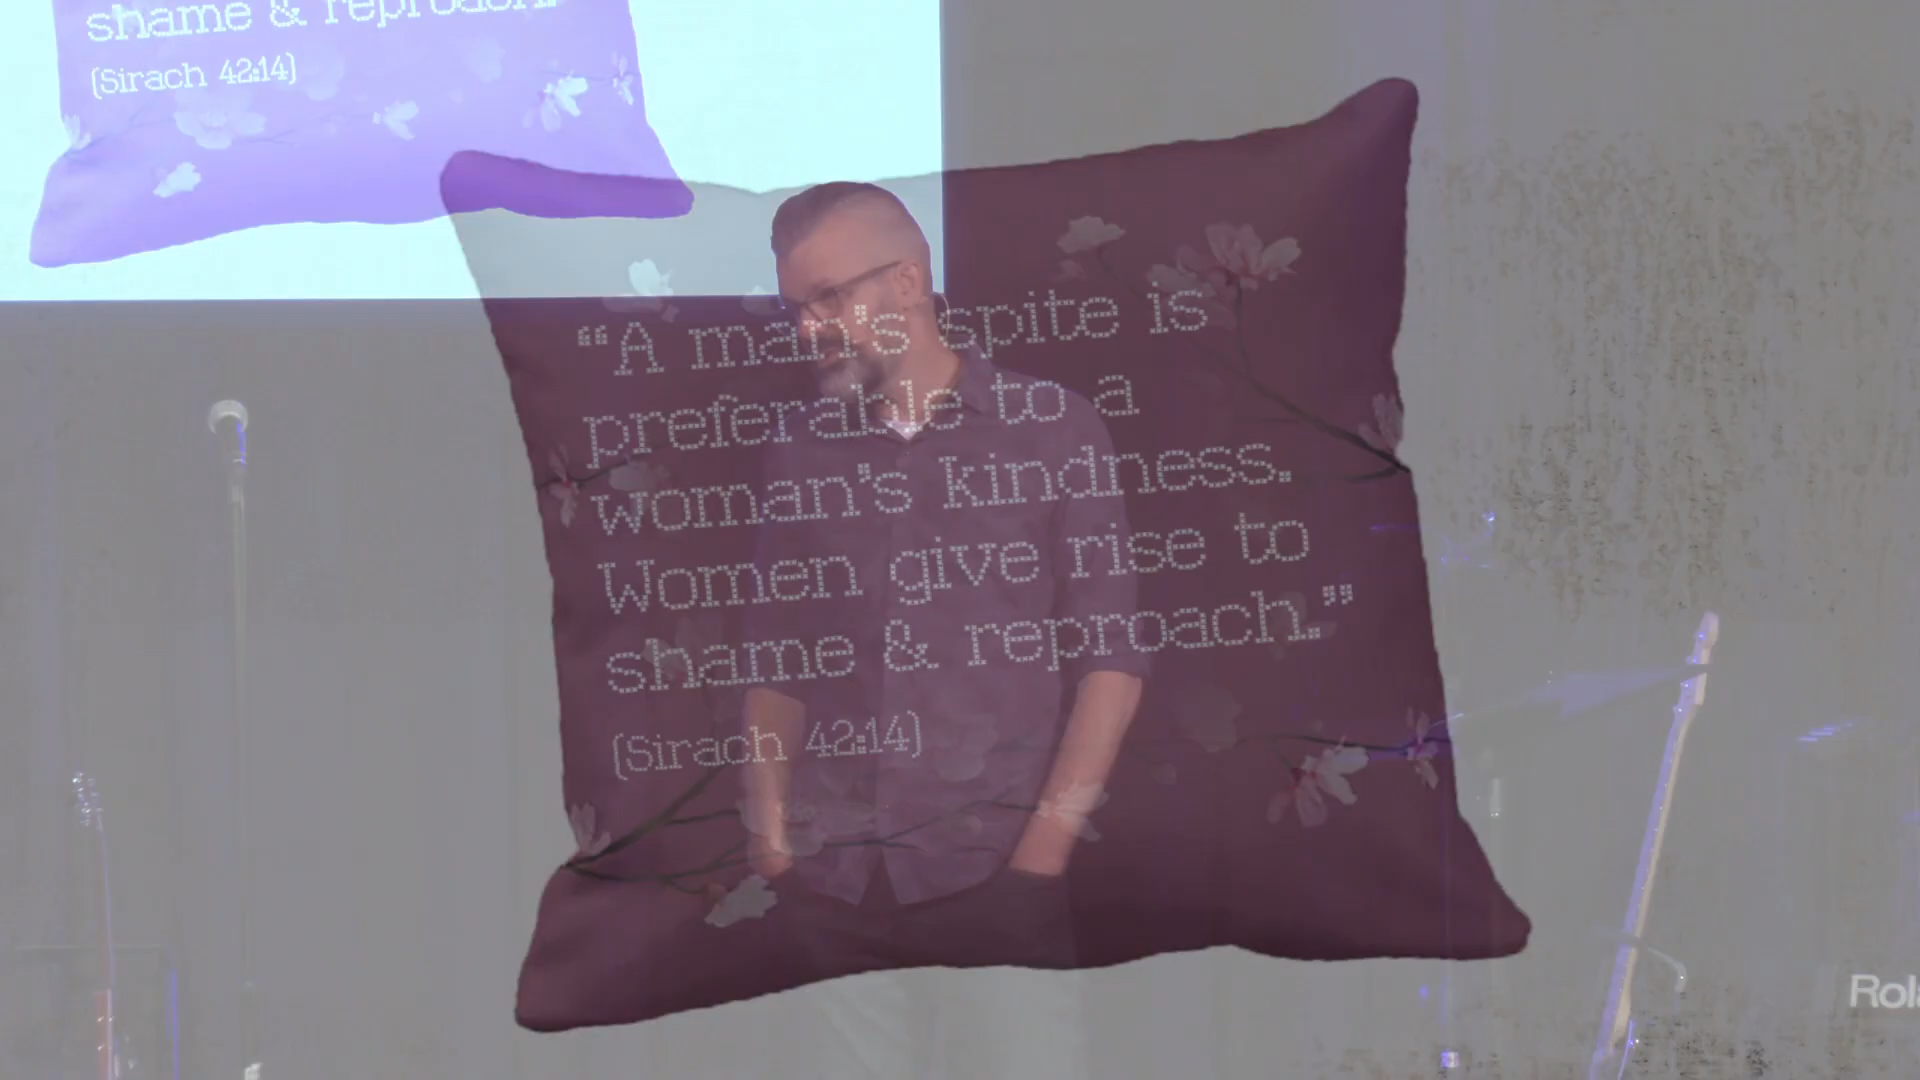 shame & reproach."
(Sirach 42:14)
“A man's spite is
preferable to a
woman's kindness.
Women give rise to
shame & reproach.”
(Sirach 42:14)